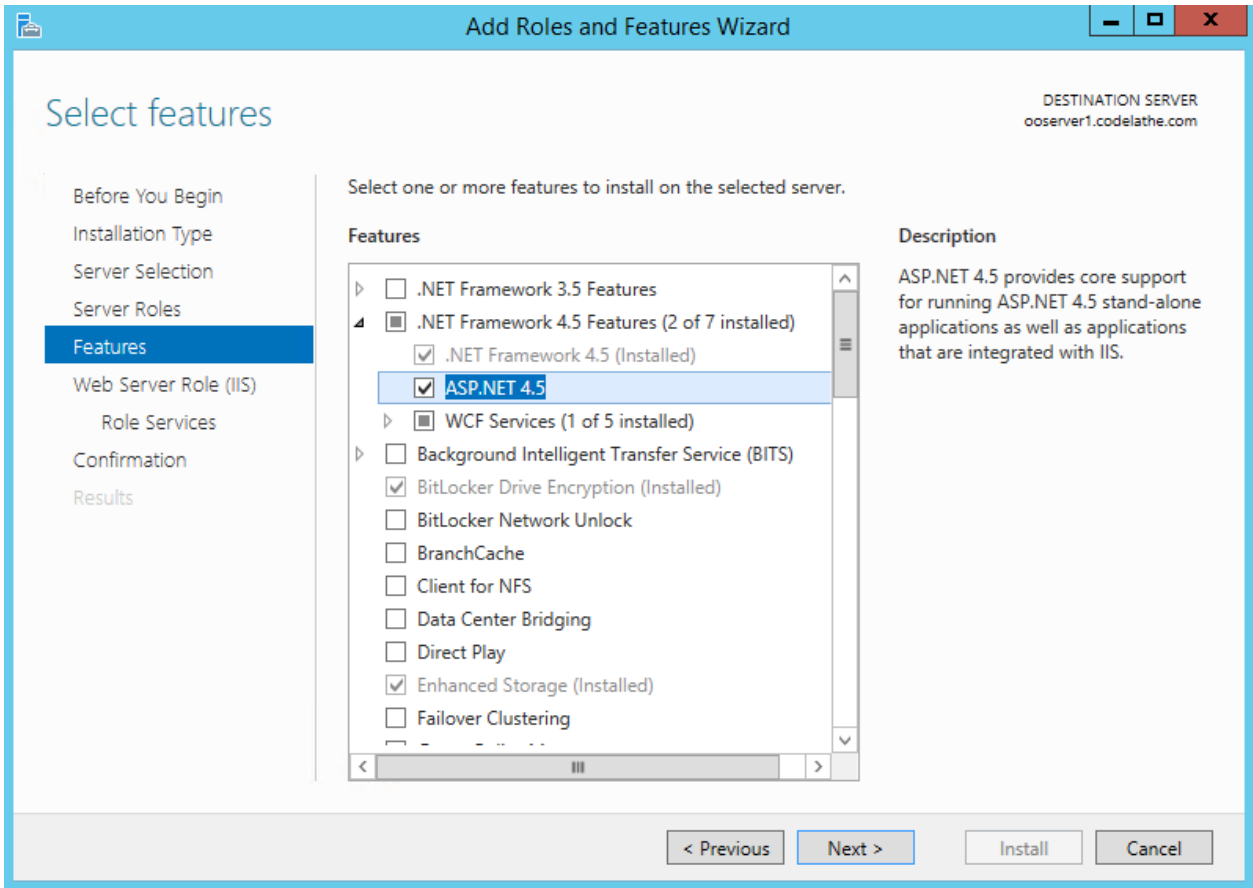 Add Roles and Features Wizard
Select features
DESTINATION SERVER
ooserver1.codelathe.com
Before You Begin
Installation Type
Server Selection
Server Roles
Features
Web Server Role (IIS)
Role Services
Confirmation
Results
Select one or more features to install on the selected server.
Features
.NET Framework 3.5 Features
.NET Framework 4.5 Features (2 of 7 installed)
.NET Framework 4.5 (Installed)
ASP.NET 4.5
WCF Services (1 of 5 installed)
Background Intelligent Transfer Service (BITS)
BitLocker Drive Encryption (Installed)
BitLocker Network Unlock
BranchCache
Client for NFS
Data Center Bridging
Direct Play
Enhanced Storage (Installed)
Failover Clustering
Description
ASP.NET 4.5 provides core support
for running ASP.NET 4.5 stand-alone
applications as well as applications
that are integrated with IIS.
< Previous
Next >
Install
Cancel